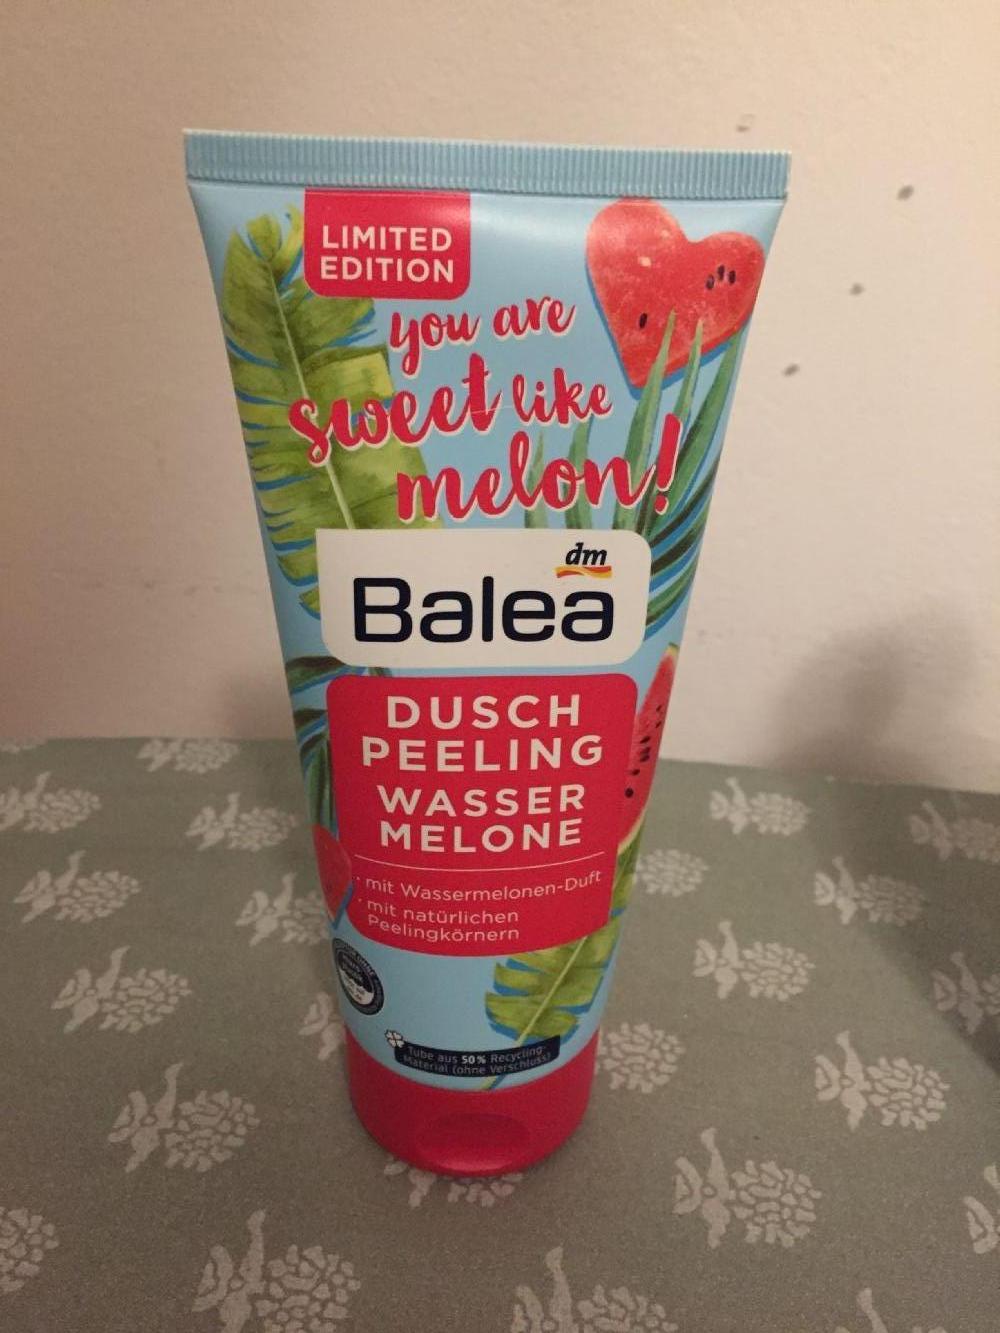 LIMITED
EDITION
you are
sweet like
melon!
dm
Balea
DUSCH
PEELING
WASSER
MELONE
· mit Wassermelonen-Duft
· mit natürlichen
Peelingkörnern
Tube aus 50% Recycling-
Material (ohne Verschluss)